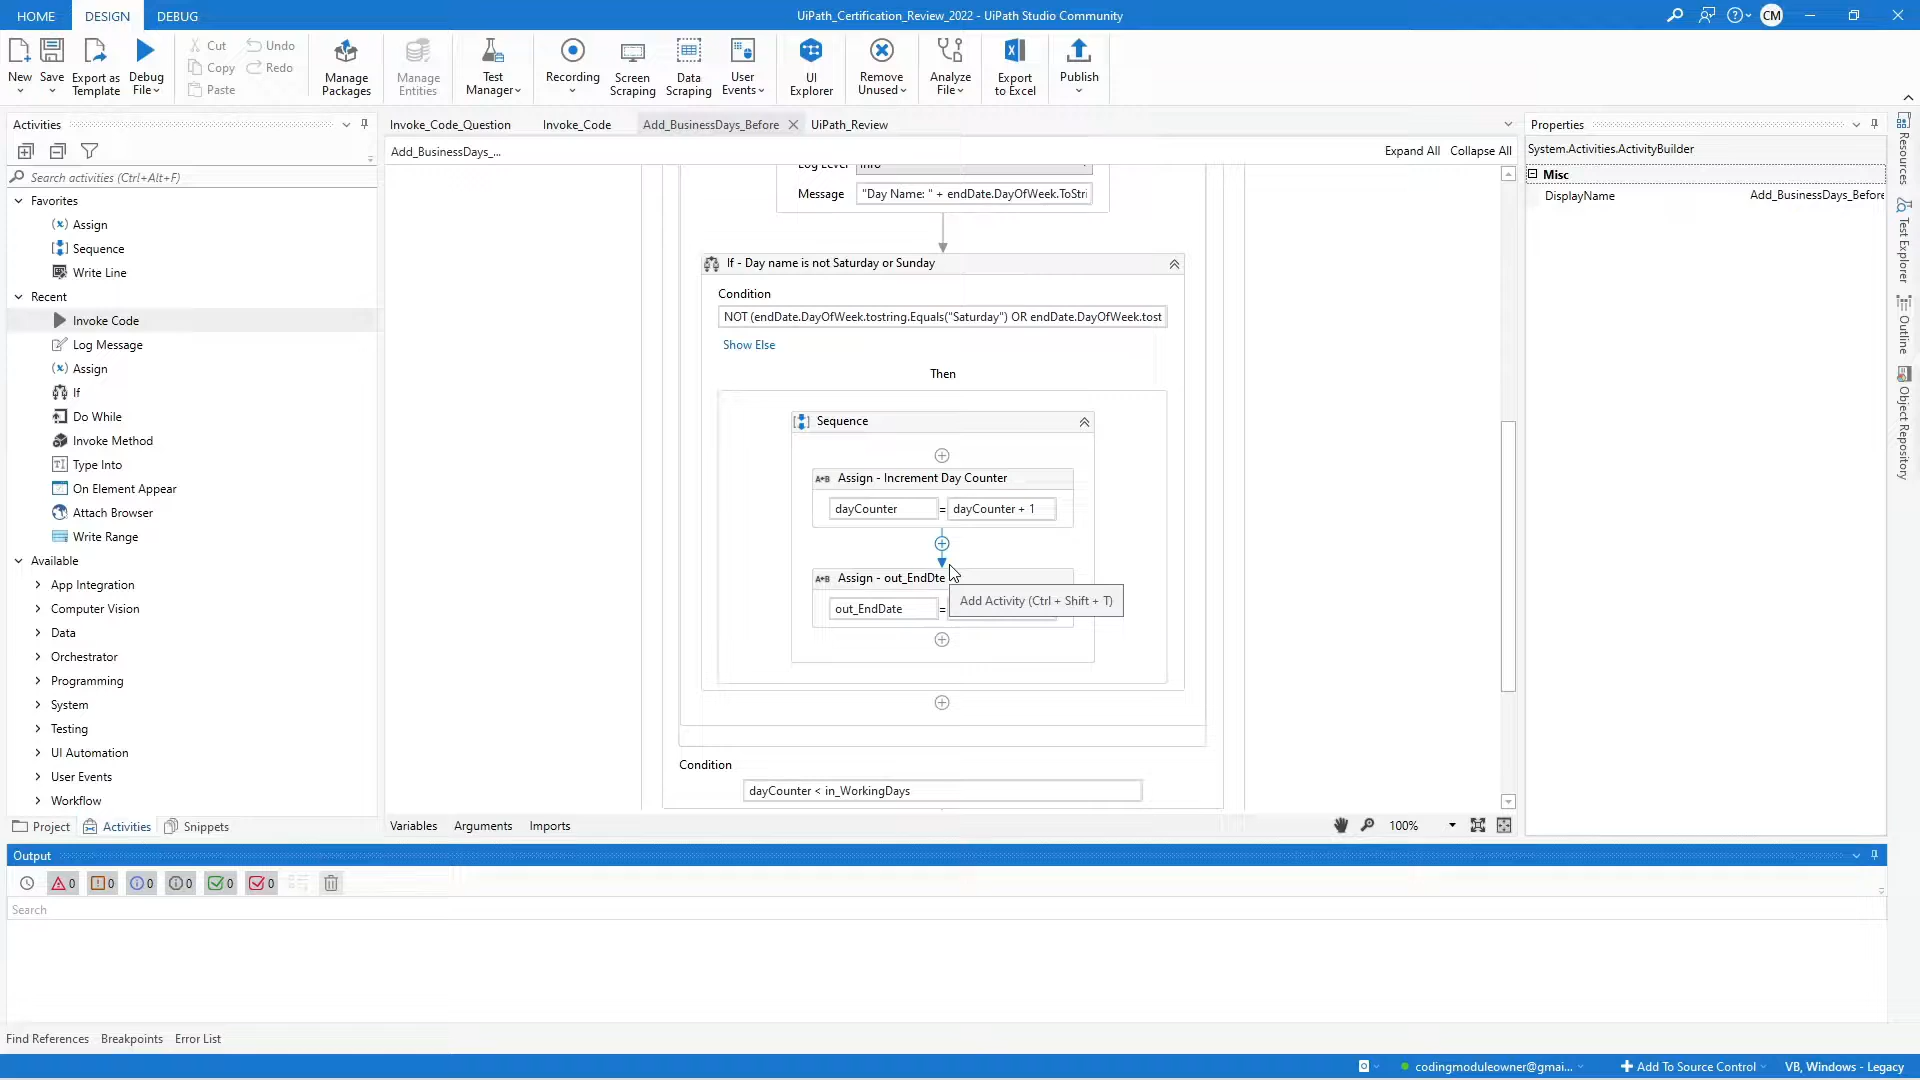 HOME DESIGN DEBUG
UiPath_Certification_Review_2022 - UiPath Studio Community
CM
New
Save
Export as
Template
Debug
File
Cut
Copy
Paste
Undo
Redo
Manage
Packages
Manage
Entities
Test
Manager
Recording
Screen
Scraping
Data
Scraping
User
Events
UI
Explorer
Remove
Unused
Analyze
File
Export
to Excel
Publish
Activities
Search activities (Ctrl+Alt+F)
Favorites
Assign
Sequence
Write Line
Recent
Invoke Code
Log Message
Assign
If
Do While
Invoke Method
Type Into
On Element Appear
Attach Browser
Write Range
Available
App Integration
Computer Vision
Data
Orchestrator
Programming
System
Testing
UI Automation
User Events
Workflow
Project Activities Snippets
Invoke_Code_Question Invoke_Code Add_BusinessDays_Before UiPath_Review
Add_BusinessDays_...
Expand All Collapse All
Log Level Info
Message "Day Name: " + endDate.DayOfWeek.ToStri
If - Day name is not Saturday or Sunday
Condition
NOT (endDate.DayOfWeek.tostring.Equals("Saturday") OR endDate.DayOfWeek.tost
Show Else
Then
Sequence
A*B Assign - Increment Day Counter
dayCounter = dayCounter + 1
A*B Assign - out_EndDte
out_EndDate =
Add Activity (Ctrl + Shift + T)
Condition
dayCounter < in_WorkingDays
Variables Arguments Imports
100%
Properties
System.Activities.ActivityBuilder
Misc
DisplayName Add_BusinessDays_Before
Resources
Test Explorer
Outline
Object Repository
Output
0 0 0 0 0 0
Search
Find References Breakpoints Error List
codingmoduleowner@gmai... Add To Source Control VB, Windows - Legacy